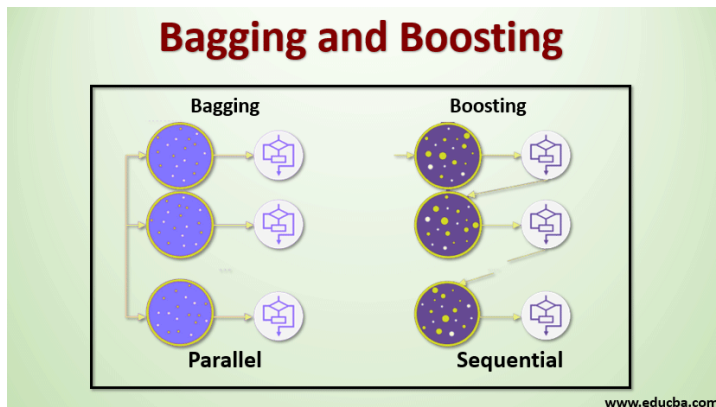 Bagging and Boosting
Bagging
Boosting
Parallel
Sequential
www.educba.com